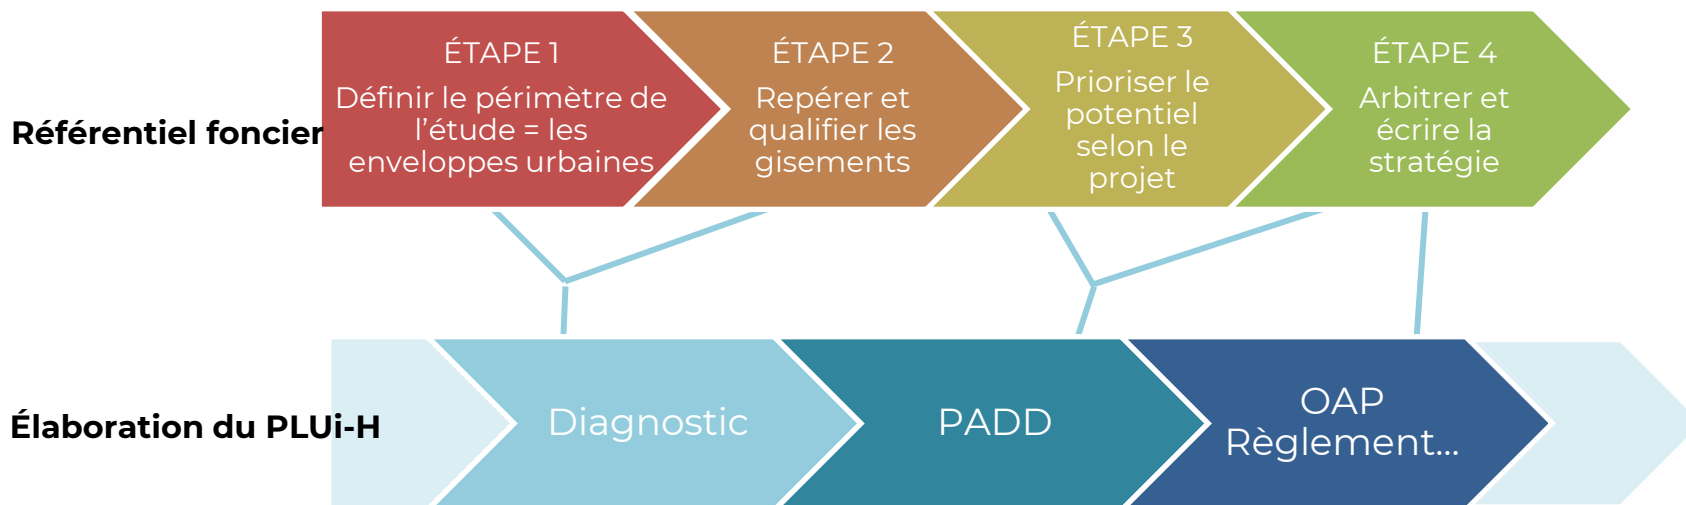 Référentiel foncier
ÉTAPE 1
Définir le périmètre de
l’étude = les
enveloppes urbaines
ÉTAPE 2
Repérer et
qualifier les
gisements
ÉTAPE 3
Prioriser le
potentiel
selon le
projet
ÉTAPE 4
Arbitrer et
écrire la
stratégie
Élaboration du PLUi-H
Diagnostic
PADD
OAP
Règlement...